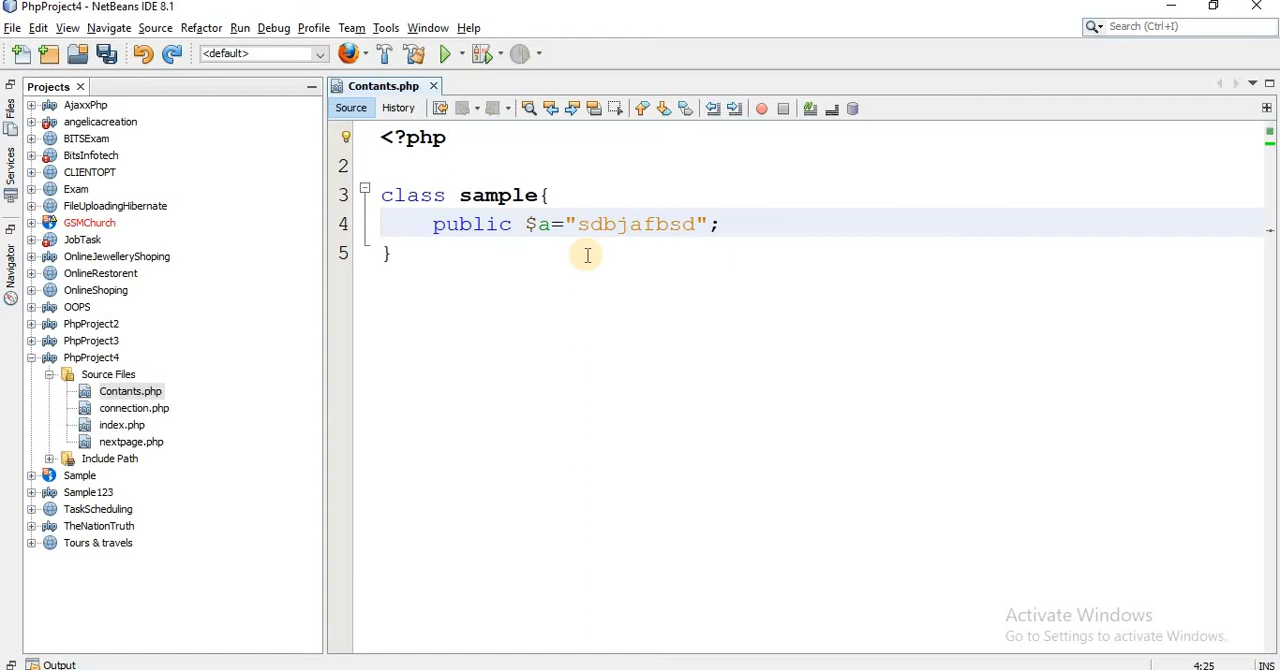 PhpProject4 - NetBeans IDE 8.1
File Edit View Navigate Source Refactor Run Debug Profile Team Tools Window Help
Search (Ctrl+I)
<default>
Projects
Contants.php
Source History
Files
Services
Navigator
AjaxxPhp
angelicacreation
BITSExam
BitsInfotech
CLIENTOPT
Exam
FileUploadingHibernate
GSMChurch
JobTask
OnlineJewelleryShoping
OnlineRestorent
OnlineShoping
OOPS
PhpProject2
PhpProject3
PhpProject4
Source Files
Contants.php
connection.php
index.php
nextpage.php
Include Path
Sample
Sample123
TaskScheduling
TheNationTruth
Tours & travels
<?php
2
3 class sample{
4 public $a="sdbjafbsd";
5 }
Activate Windows
Go to Settings to activate Windows.
Output
4:25 INS